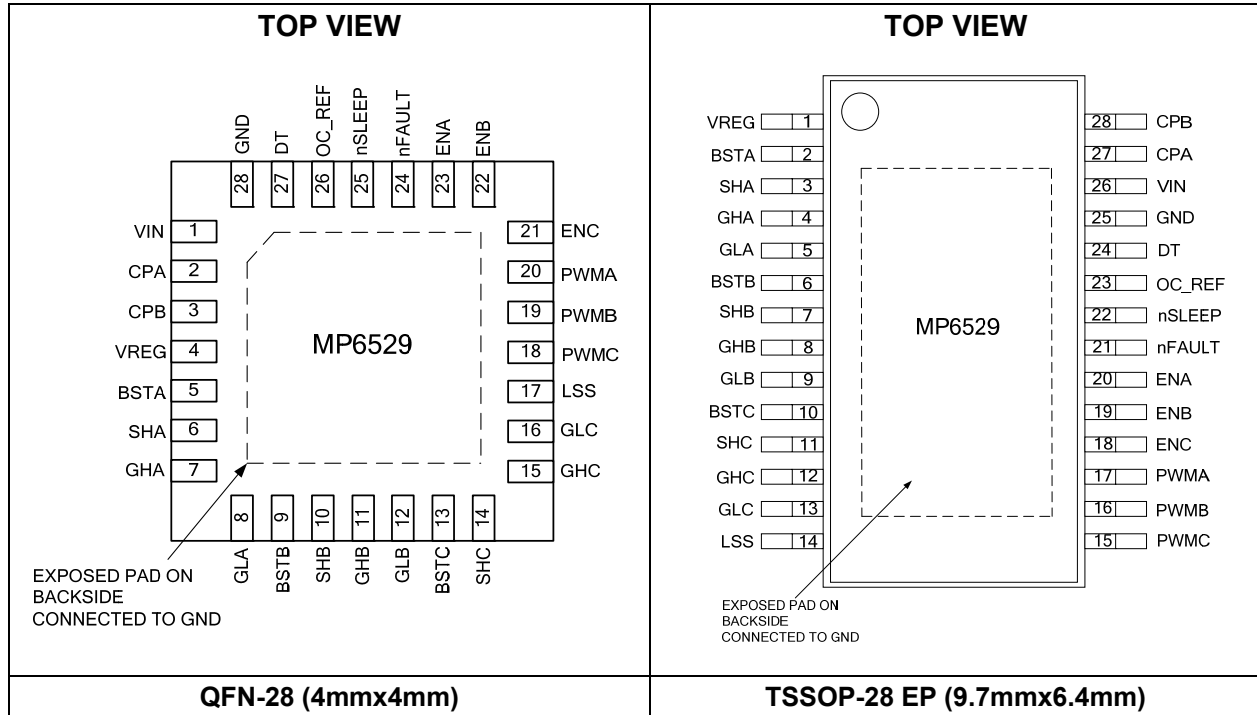 TOP VIEW
GND
DT
OC_REF
nSLEEP
nFAULT
ENA
ENB
28
27
26
25
24
23
22
VIN 1
CPA 2
CPB 3
VREG 4
BSTA 5
SHA 6
GHA 7
21 ENC
20 PWMA
19 PWMB
18 PWMC
17 LSS
16 GLC
15 GHC
MP6529
8
9
10
11
12
13
14
GLA
BSTB
SHB
GHB
GLB
BSTC
SHC
EXPOSED PAD ON
BACKSIDE
CONNECTED TO GND
QFN-28 (4mmx4mm)
TOP VIEW
VREG 1
BSTA 2
SHA 3
GHA 4
GLA 5
BSTB 6
SHB 7
GHB 8
GLB 9
BSTC 10
SHC 11
GHC 12
GLC 13
LSS 14
MP6529
28 CPB
27 CPA
26 VIN
25 GND
24 DT
23 OC_REF
22 nSLEEP
21 nFAULT
20 ENA
19 ENB
18 ENC
17 PWMA
16 PWMB
15 PWMC
EXPOSED PAD ON
BACKSIDE
CONNECTED TO GND
TSSOP-28 EP (9.7mmx6.4mm)